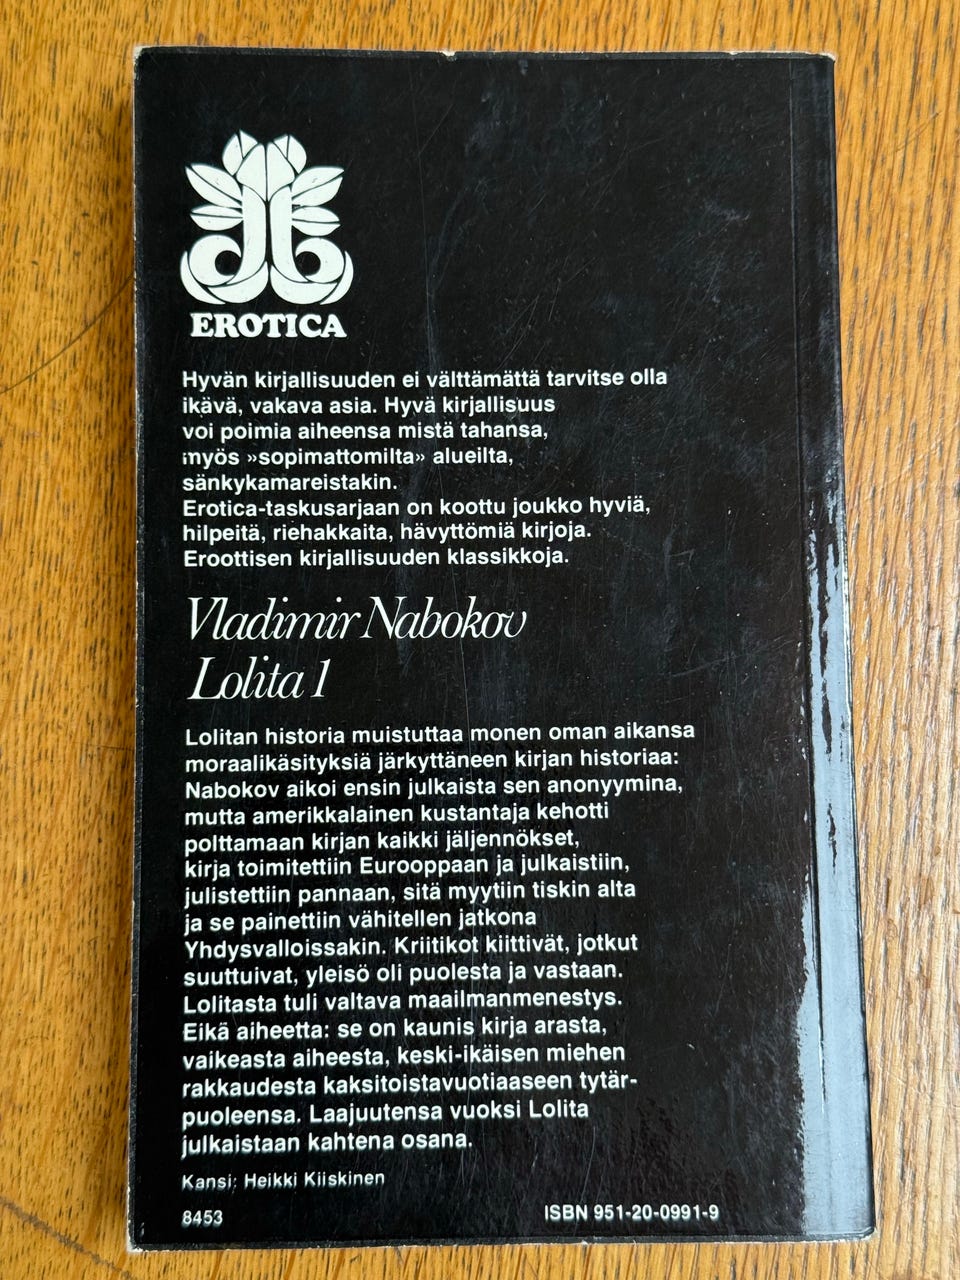 EROTICA
Hyvän kirjallisuuden ei välttämättä tarvitse olla
ikävä, vakava asia. Hyvä kirjallisuus
voi poimia aiheensa mistä tahansa,
myös »sopimattomilta» alueilta,
sänkykamareistakin.
Erotica-taskusarjaan on koottu joukko hyviä,
hilpeitä, riehakkaita, hävyttömiä kirjoja.
Eroottisen kirjallisuuden klassikkoja.
Vladimir Nabokov
Lolita 1
Lolitan historia muistuttaa monen oman aikansa
moraalikäsityksiä järkyttäneen kirjan historiaa:
Nabokov aikoi ensin julkaista sen anonyymina,
mutta amerikkalainen kustantaja kehotti
polttamaan kirjan kaikki jäljennökset,
kirja toimitettiin Eurooppaan ja julkaistiin,
julistettiin pannaan, sitä myytiin tiskin alta
ja se painettiin vähitellen jatkona
Yhdysvalloissakin. Kriitikot kiittivät, jotkut
suuttuivat, yleisö oli puolesta ja vastaan.
Lolitasta tuli valtava maailmanmenestys.
Eikä aiheetta: se on kaunis kirja arasta,
vaikeasta aiheesta, keski-ikäisen miehen
rakkaudesta kaksitoistavuotiaaseen tytär-
puoleensa. Laajuutensa vuoksi Lolita
julkaistaan kahtena osana.
Kansi: Heikki Kiiskinen
8453
ISBN 951-20-0991-9